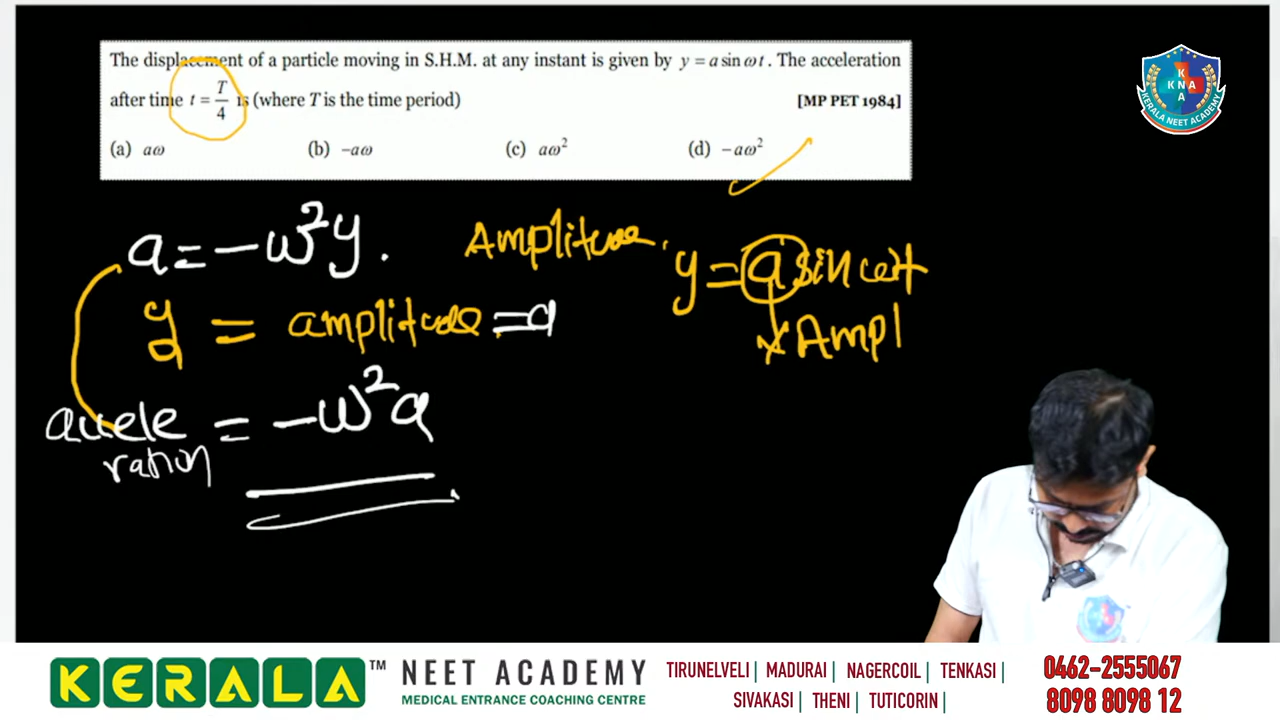 The displacement of a particle moving in S.H.M. at any instant is given by y = a sin ωt. The acceleration
after time t = T/4 is (where T is the time period) [MP PET 1984]
(a) aω (b) −aω (c) aω² (d) −aω²
a = −ω²y. Amplitude. y = a sin ωt
y = amplitude = a Ampl
accele = −ω²a
ration
K
K N A
A
KERALA NEET ACADEMY
KERALA™ NEET ACADEMY
MEDICAL ENTRANCE COACHING CENTRE
TIRUNELVELI | MADURAI | NAGERCOIL | TENKASI |
SIVAKASI | THENI | TUTICORIN |
0462-2555067
8098 8098 12